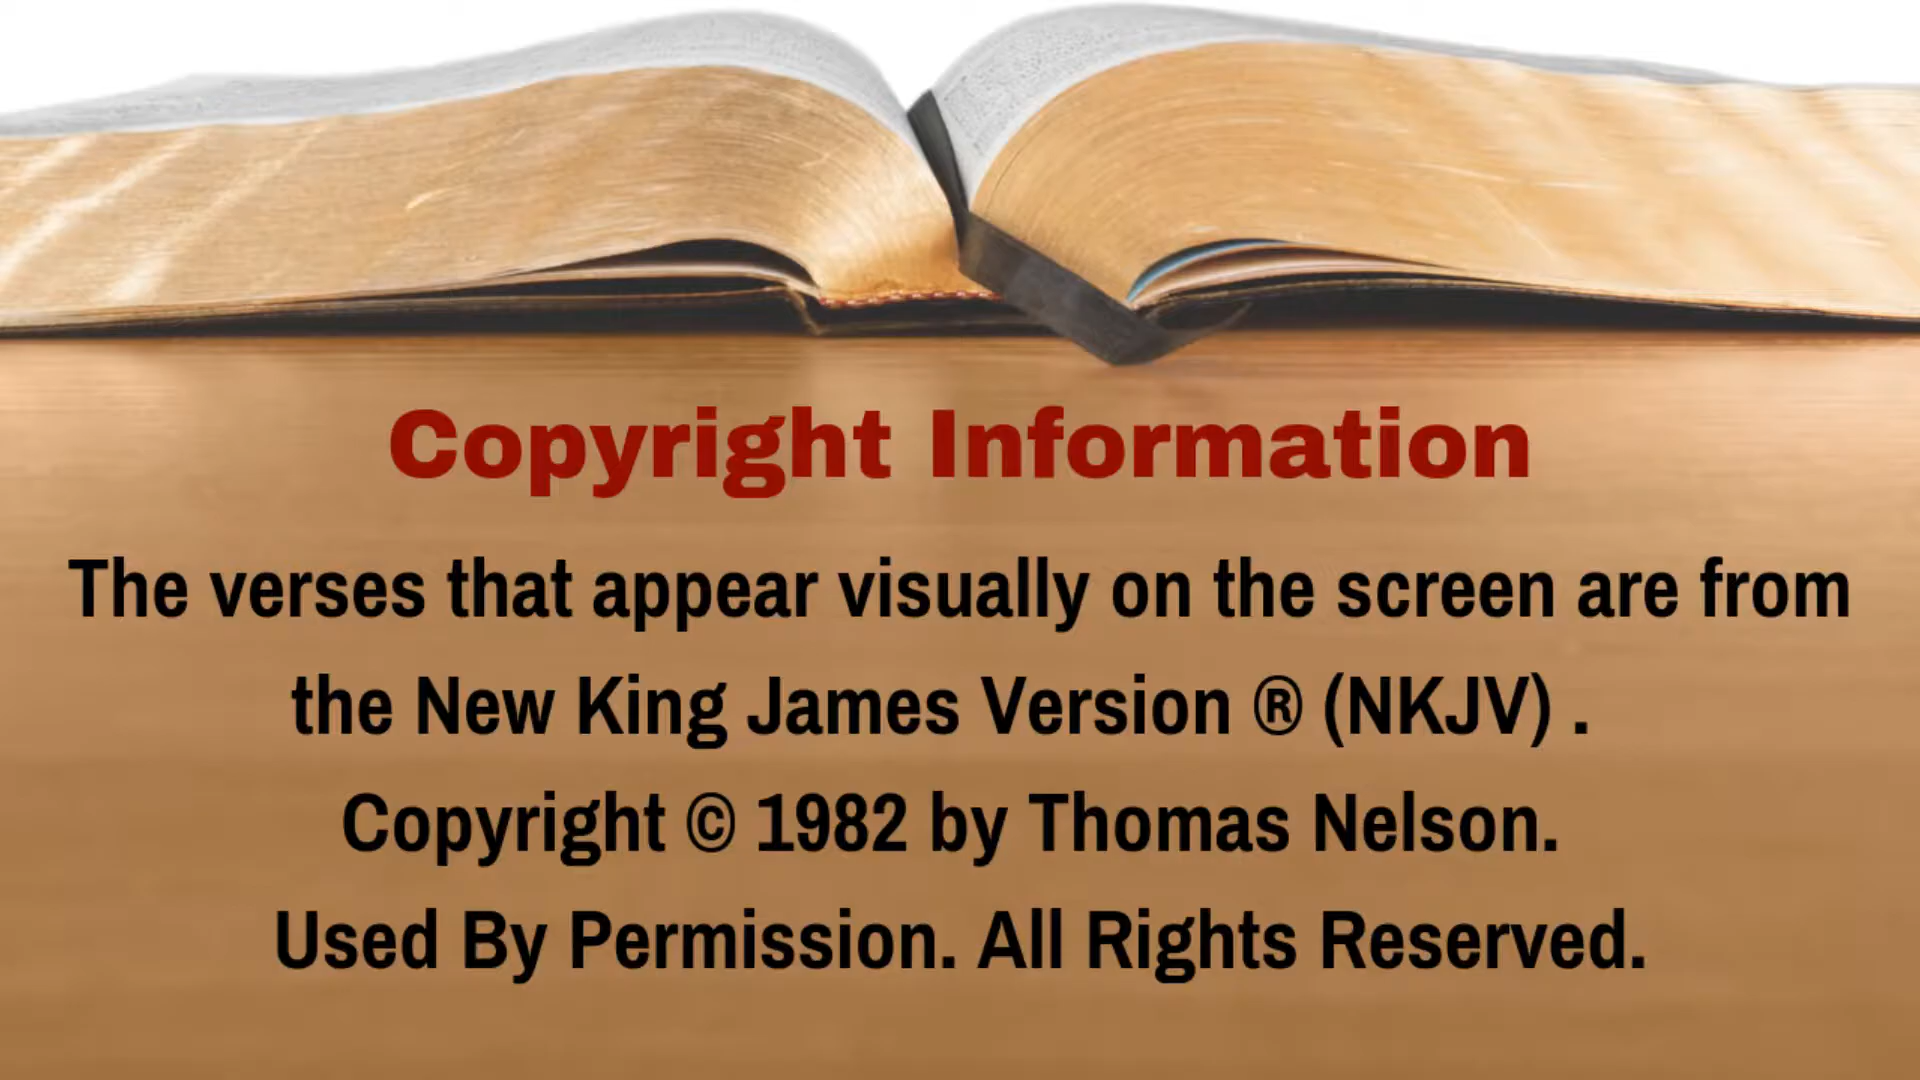 Copyright Information
The verses that appear visually on the screen are from
the New King James Version ® (NKJV) .
Copyright © 1982 by Thomas Nelson.
Used By Permission. All Rights Reserved.